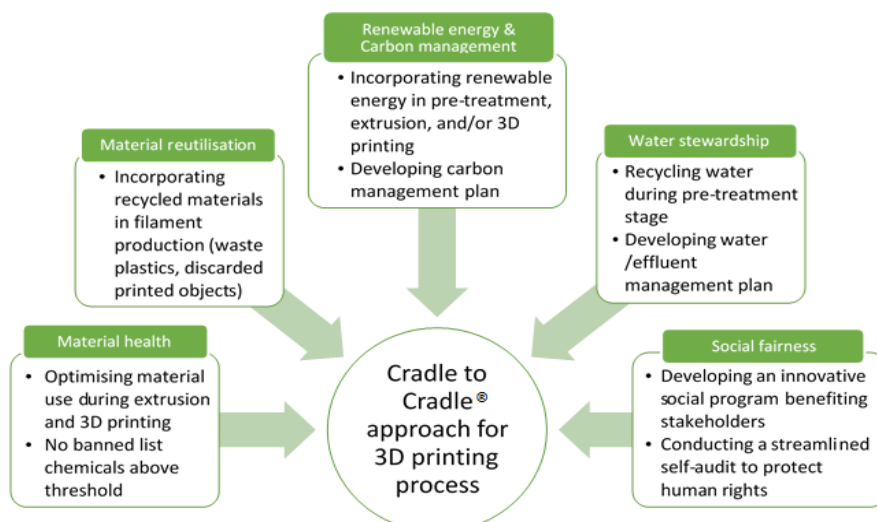 Renewable energy &
Carbon management
• Incorporating renewable
energy in pre-treatment,
extrusion, and/or 3D
printing
• Developing carbon
management plan
Material reutilisation
• Incorporating
recycled materials
in filament
production (waste
plastics, discarded
printed objects)
Water stewardship
• Recycling water
during pre-treatment
stage
• Developing water
/effluent
management plan
Material health
• Optimising material
use during extrusion
and 3D printing
• No banned list
chemicals above
threshold
Cradle to
Cradle® 
approach for
3D printing
process
Social fairness
• Developing an innovative
social program benefiting
stakeholders
• Conducting a streamlined
self-audit to protect
human rights